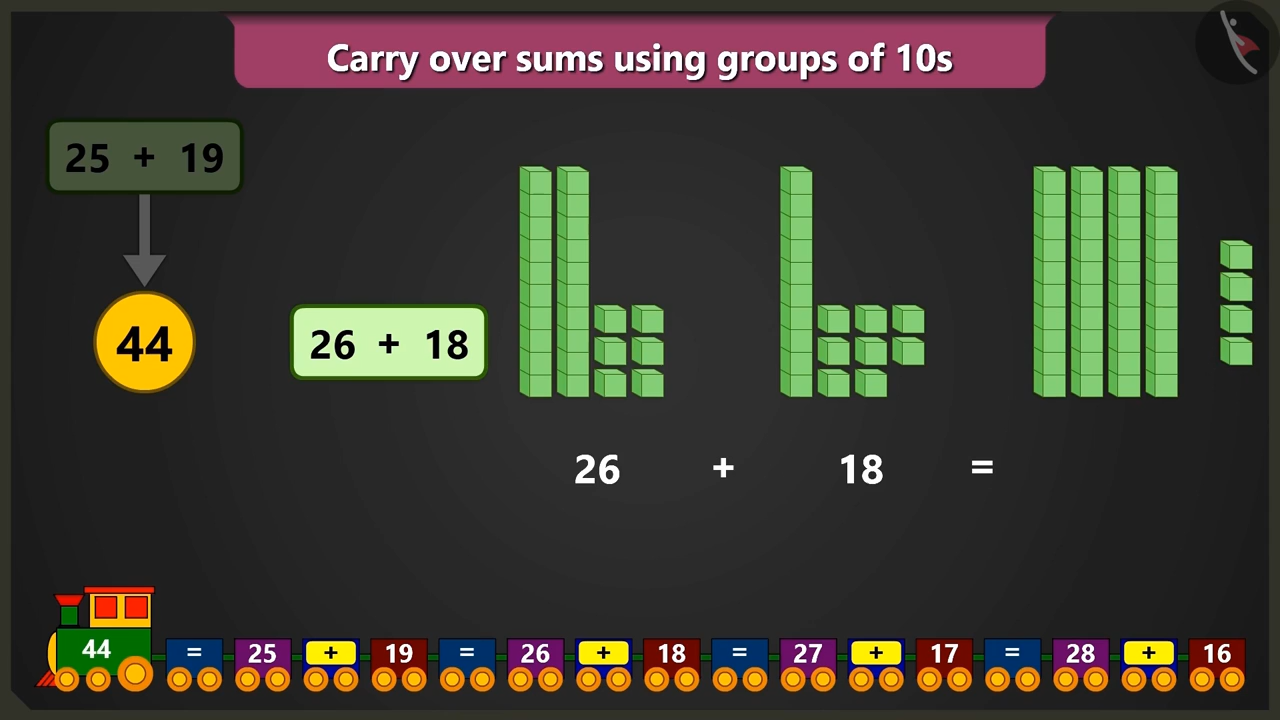 Carry over sums using groups of 10s
25 + 19
44
26 + 18
26 + 18 =
44 = 25 + 19 = 26 + 18 = 27 + 17 = 28 + 16